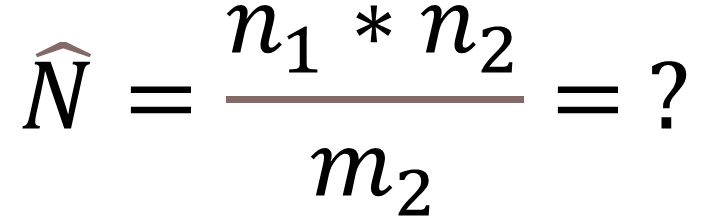 N̂ = n₁ * n₂ / m₂ = ?